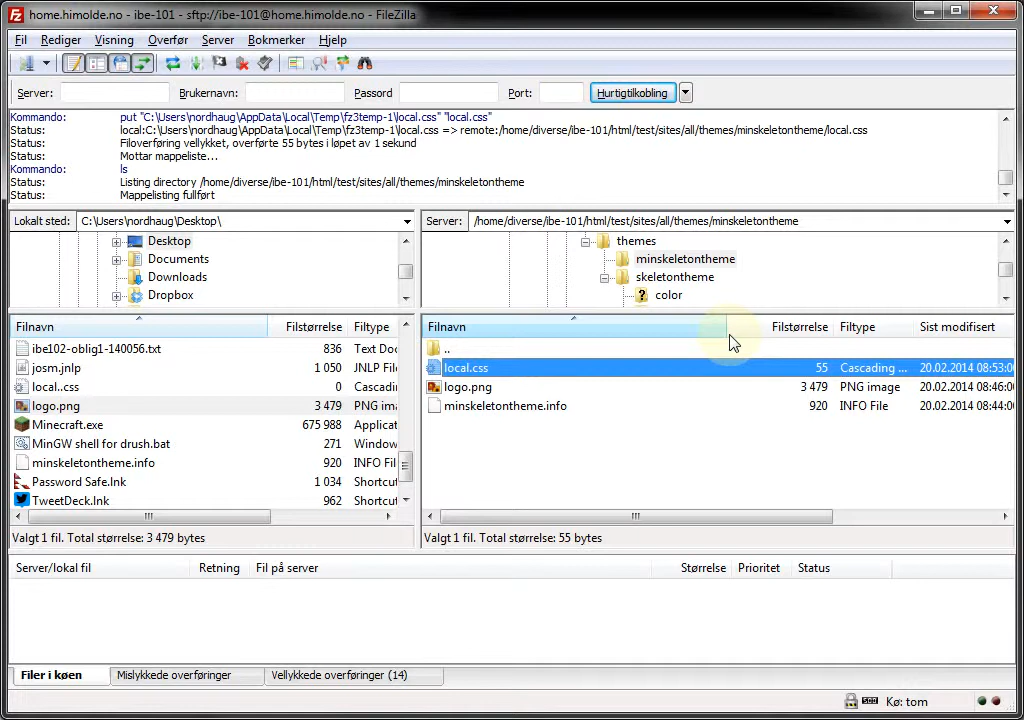 home.himolde.no - ibe-101 - sftp://ibe-101@home.himolde.no - FileZilla
Fil Rediger Visning Overfør Server Bokmerker Hjelp
Server: Brukernavn: Passord Port: Hurtigtilkobling
Kommando: put "C:\Users\nordhaug\AppData\Local\Temp\fz3temp-1\local.css" "local.css"
Status: local:C:\Users\nordhaug\AppData\Local\Temp\fz3temp-1\local.css => remote:/home/diverse/ibe-101/html/test/sites/all/themes/minskeletontheme/local.css
Status: Filoverføring vellykket, overførte 55 bytes i løpet av 1 sekund
Status: Mottar mappeliste...
Kommando: ls
Status: Listing directory /home/diverse/ibe-101/html/test/sites/all/themes/minskeletontheme
Status: Mappelisting fullført
Lokalt sted: C:\Users\nordhaug\Desktop\
Server: /home/diverse/ibe-101/html/test/sites/all/themes/minskeletontheme
Desktop
Documents
Downloads
Dropbox
themes
minskeletontheme
skeletontheme
color
Filnavn Filstørrelse Filtype
ibe102-oblig1-140056.txt 836 Text Doc
josm.jnlp 1 050 JNLP Fil
local..css 0 Cascadi
logo.png 3 479 PNG ima
Minecraft.exe 675 988 Applicat
MinGW shell for drush.bat 271 Window
minskeletontheme.info 920 INFO Fil
Password Safe.lnk 1 034 Shortcut
TweetDeck.lnk 962 Shortcut
Valgt 1 fil. Total størrelse: 3 479 bytes
Filnavn Filstørrelse Filtype Sist modifisert
..
local.css 55 Cascading ... 20.02.2014 08:53:0
logo.png 3 479 PNG image 20.02.2014 08:46:0
minskeletontheme.info 920 INFO File 20.02.2014 08:44:0
Valgt 1 fil. Total størrelse: 55 bytes
Server/lokal fil Retning Fil på server Størrelse Prioritet Status
Filer i køen Mislykkede overføringer Vellykkede overføringer (14)
Kø: tom